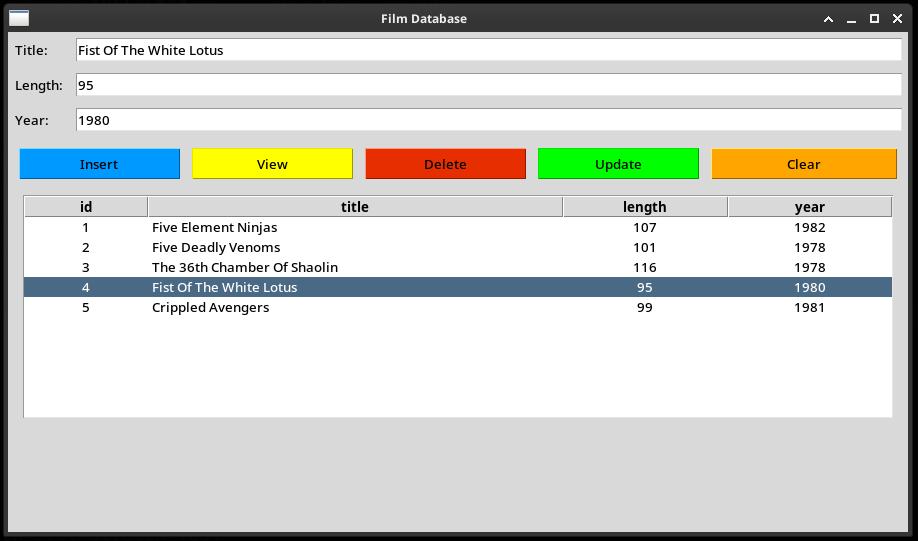 Film Database
Title: Fist Of The White Lotus
Length: 95
Year: 1980
Insert View Delete Update Clear
id title length year
1 Five Element Ninjas 107 1982
2 Five Deadly Venoms 101 1978
3 The 36th Chamber Of Shaolin 116 1978
4 Fist Of The White Lotus 95 1980
5 Crippled Avengers 99 1981